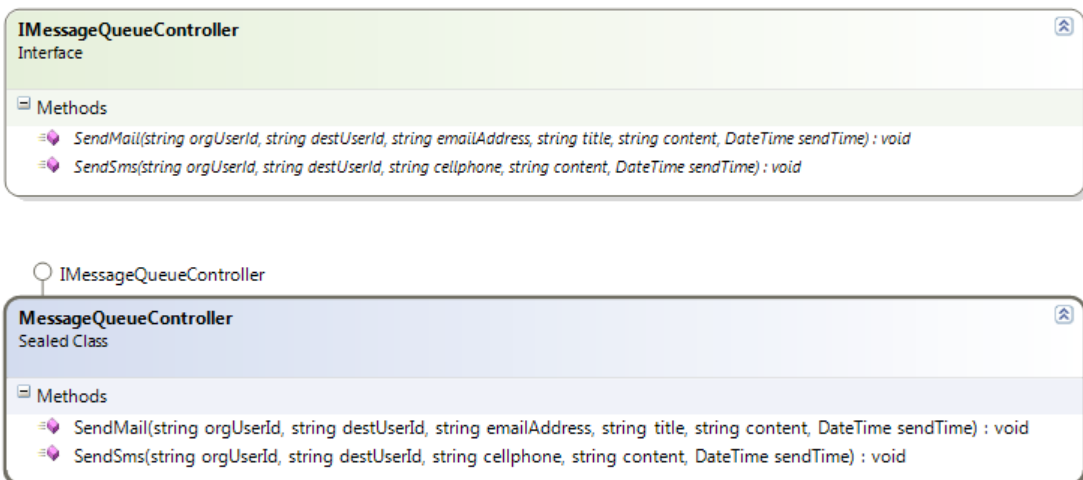 IMessageQueueController
Interface
Methods
SendMail(string orgUserId, string destUserId, string emailAddress, string title, string content, DateTime sendTime) : void
SendSms(string orgUserId, string destUserId, string cellphone, string content, DateTime sendTime) : void
IMessageQueueController
MessageQueueController
Sealed Class
Methods
SendMail(string orgUserId, string destUserId, string emailAddress, string title, string content, DateTime sendTime) : void
SendSms(string orgUserId, string destUserId, string cellphone, string content, DateTime sendTime) : void